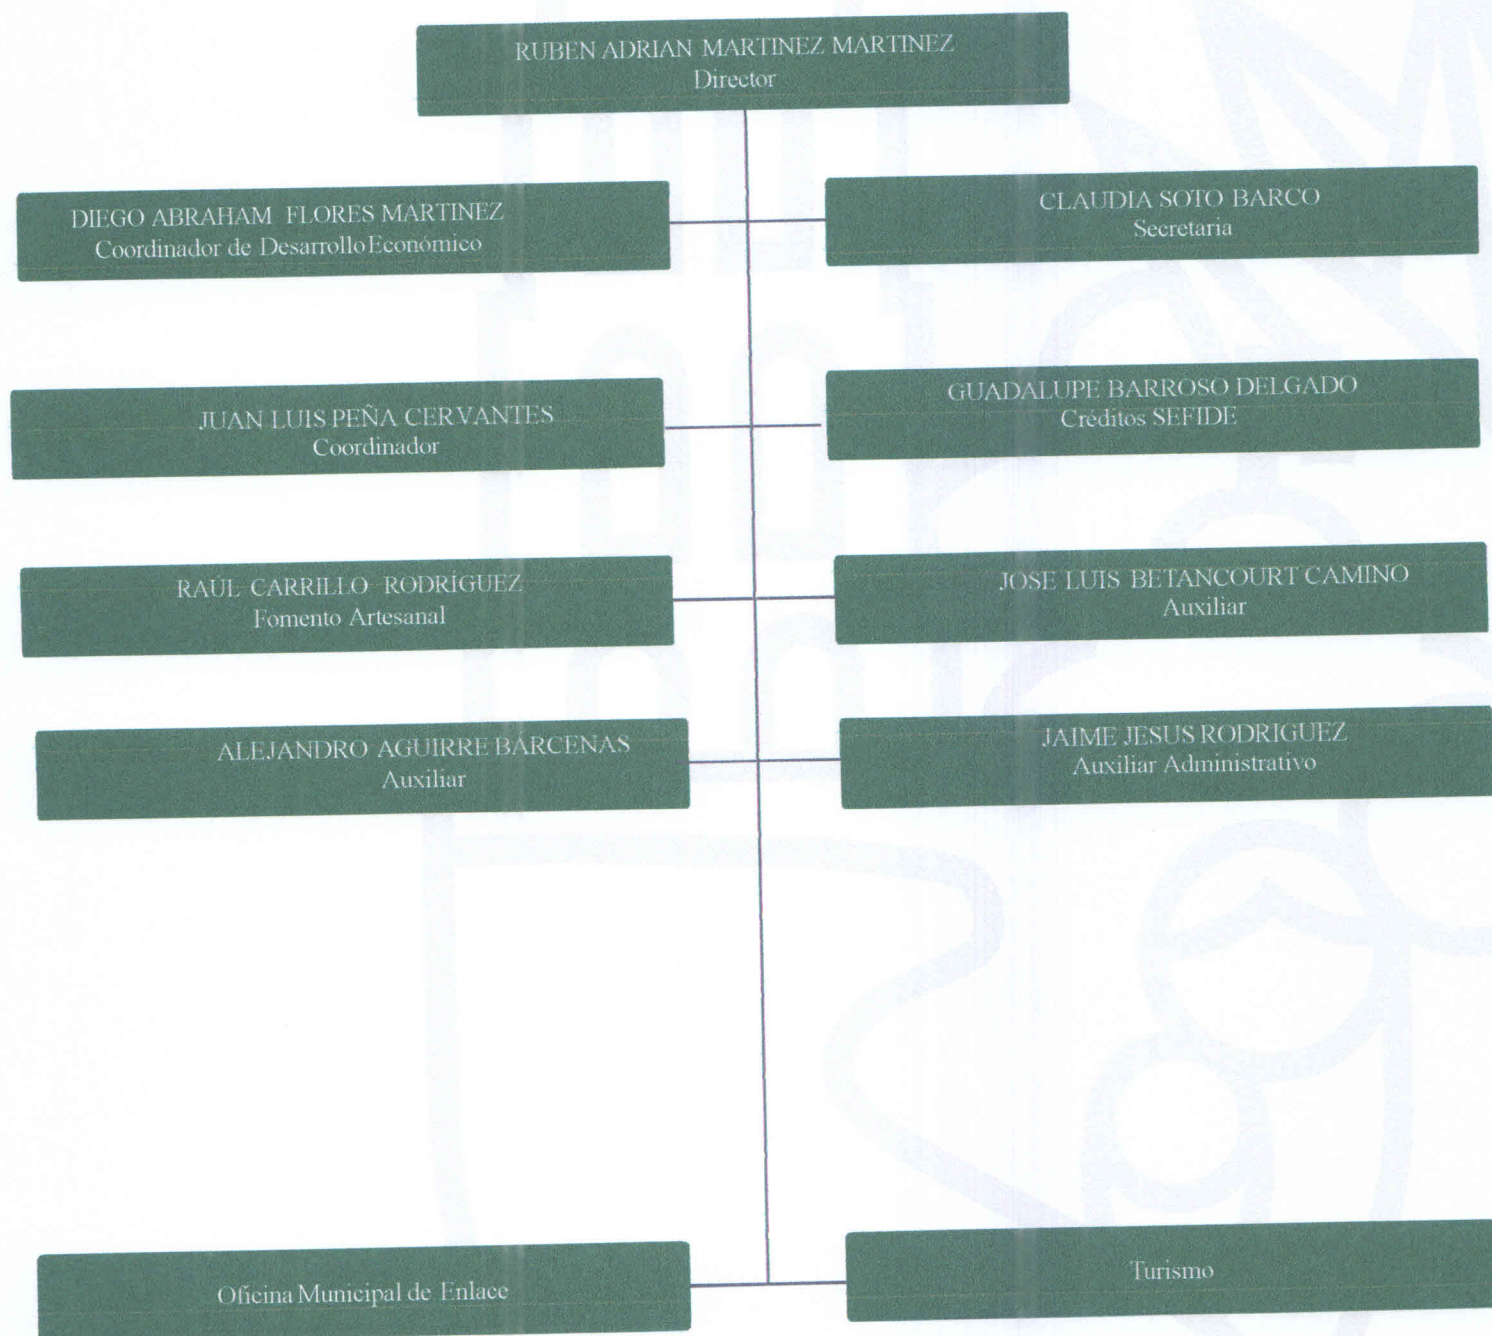 RUBEN ADRIAN MARTINEZ MARTINEZ
Director
DIEGO ABRAHAM FLORES MARTINEZ
Coordinador de Desarrollo Económico
CLAUDIA SOTO BARCO
Secretaria
JUAN LUIS PEÑA CERVANTES
Coordinador
GUADALUPE BARROSO DELGADO
Créditos SEFIDE
RAÚL CARRILLO RODRÍGUEZ
Fomento Artesanal
JOSE LUIS BETANCOURT CAMINO
Auxiliar
ALEJANDRO AGUIRRE BARCENAS
Auxiliar
JAIME JESUS RODRIGUEZ
Auxiliar Administrativo
Oficina Municipal de Enlace
Turismo